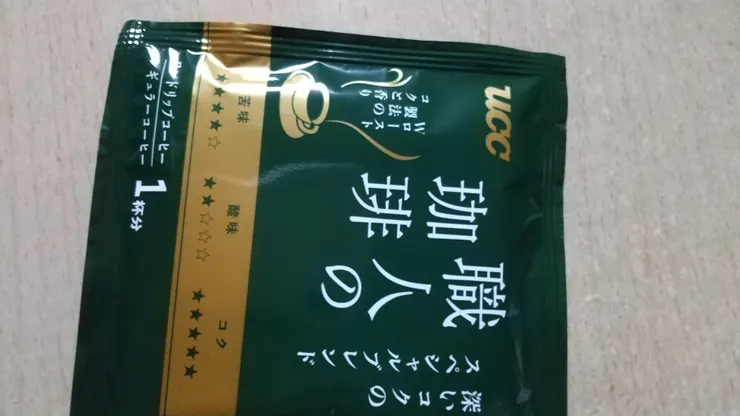 UCC
深いコクの
スペシャルブレンド
職人の
珈琲
Wロースト
製法の
コクと香り
苦味 ★★★★☆
酸味 ★★☆☆☆
コク ★★★★★
ドリップコーヒー
ギュラーコーヒー
1杯分